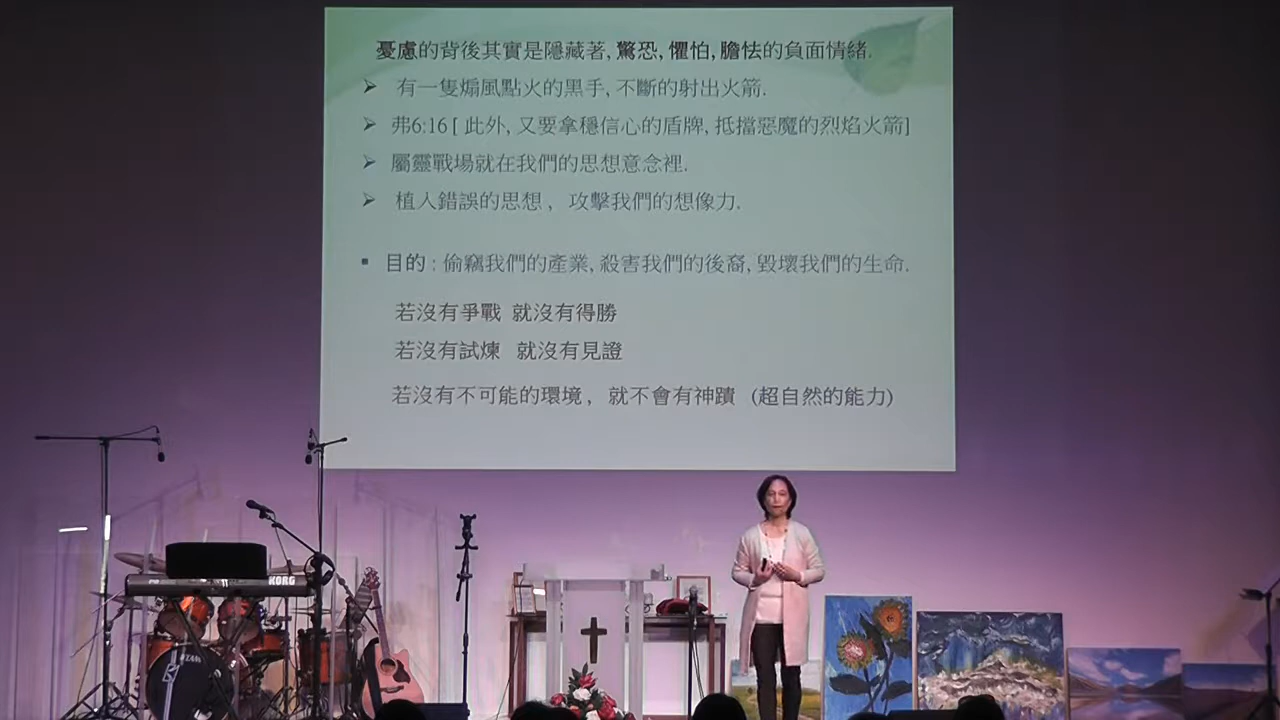 憂慮的背後其實是隱藏著, 驚恐, 懼怕, 膽怯的負面情緒.
➤ 有一隻煽風點火的黑手, 不斷的射出火箭.
➤ 弗6:16 [ 此外, 又要拿穩信心的盾牌, 抵擋惡魔的烈焰火箭]
➤ 屬靈戰場就在我們的思想意念裡.
➤ 植入錯誤的思想 , 攻擊我們的想像力.
▪ 目的 : 偷竊我們的產業, 殺害我們的後裔, 毀壞我們的生命.
若沒有爭戰 就沒有得勝
若沒有試煉 就沒有見證
若沒有不可能的環境 , 就不會有神蹟 (超自然的能力)
KORG
TAMA